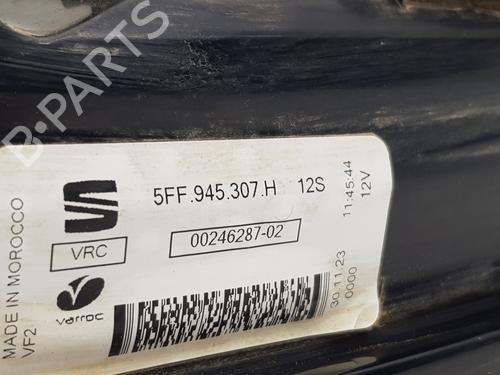 B-PARTS
5FF.945.307.H 12S
00246287-02
VRC
varroc
MADE IN MOROCCO
VF2
11:45:44
12V
30.11.23
0000